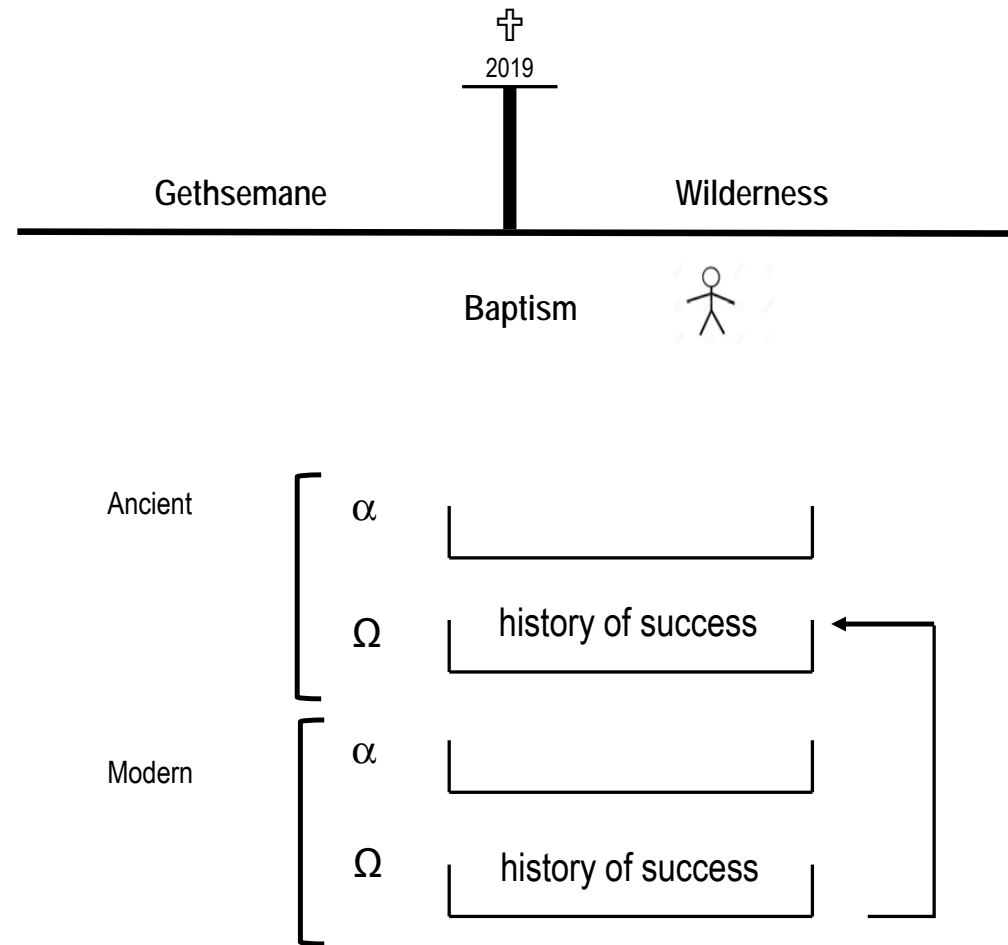 ✞
2019
Gethsemane Wilderness
Baptism
Ancient α
Ω history of success
Modern α
Ω history of success